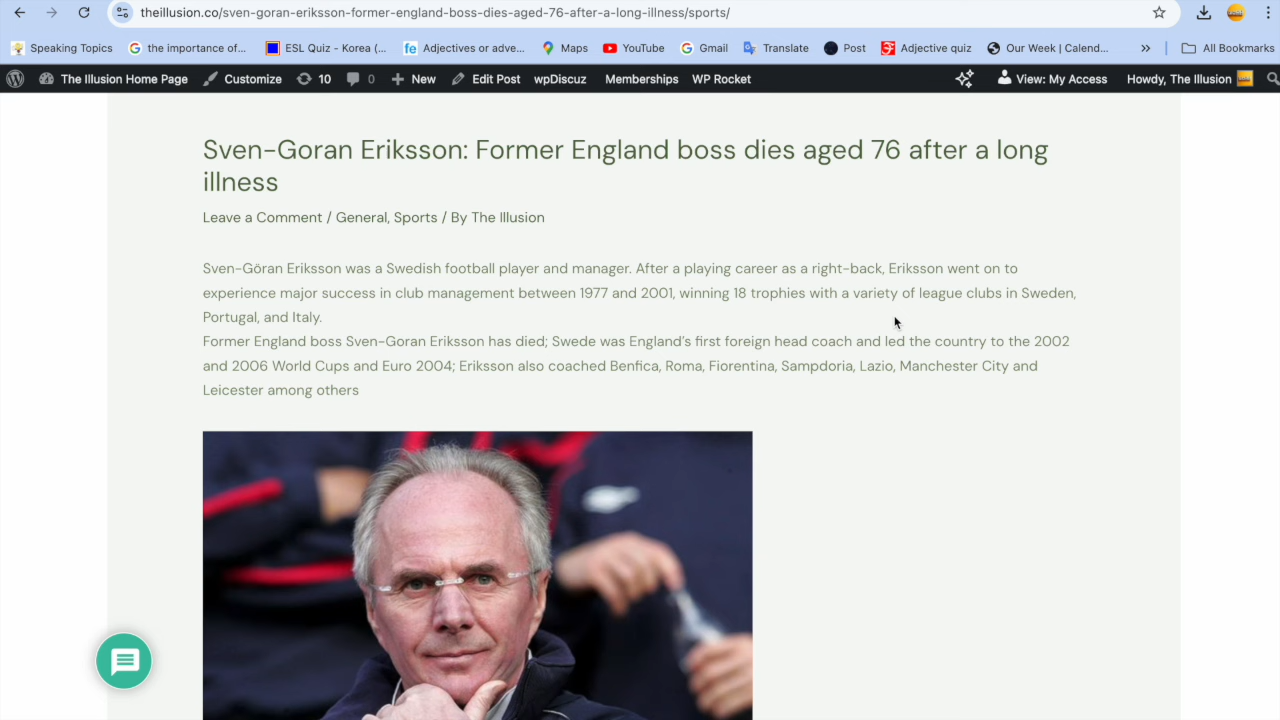 theillusion.co/sven-goran-eriksson-former-england-boss-dies-aged-76-after-a-long-illness/sports/
Speaking Topics the importance of... ESL Quiz - Korea (... Adjectives or adve... Maps YouTube Gmail Translate Post Adjective quiz Our Week | Calend... » All Bookmarks
The Illusion Home Page Customize 10 0 New Edit Post wpDiscuz Memberships WP Rocket View: My Access Howdy, The Illusion
Sven-Goran Eriksson: Former England boss dies aged 76 after a long
illness
Leave a Comment / General, Sports / By The Illusion
Sven-Göran Eriksson was a Swedish football player and manager. After a playing career as a right-back, Eriksson went on to
experience major success in club management between 1977 and 2001, winning 18 trophies with a variety of league clubs in Sweden,
Portugal, and Italy.
Former England boss Sven-Goran Eriksson has died; Swede was England's first foreign head coach and led the country to the 2002
and 2006 World Cups and Euro 2004; Eriksson also coached Benfica, Roma, Fiorentina, Sampdoria, Lazio, Manchester City and
Leicester among others